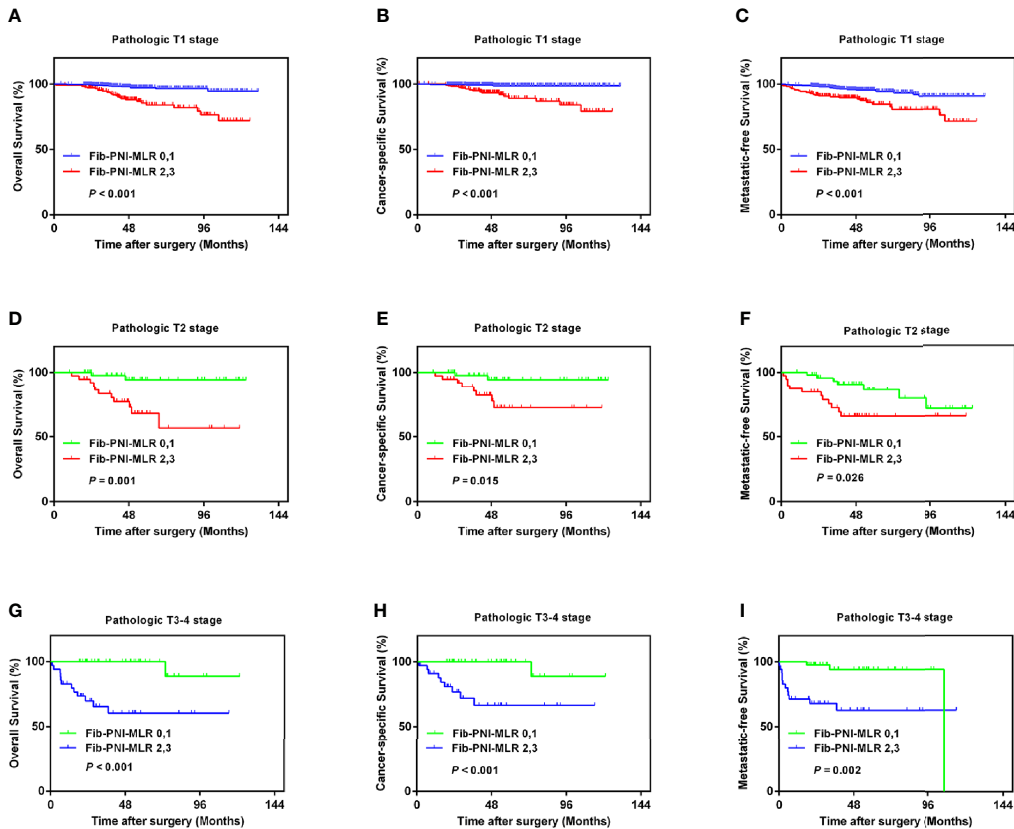 A
Pathologic T1 stage
Overall Survival (%)
100
50
0
Fib-PNI-MLR 0,1
Fib-PNI-MLR 2,3
P < 0.001
0 48 96 144
Time after surgery (Months)
B
Pathologic T1 stage
Cancer-specific Survival (%)
100
50
0
Fib-PNI-MLR 0,1
Fib-PNI-MLR 2,3
P < 0.001
0 48 96 144
Time after surgery (Months)
C
Pathologic T1 stage
Metastatic-free Survival (%)
100
50
0
Fib-PNI-MLR 0,1
Fib-PNI-MLR 2,3
P < 0.001
0 48 96 144
Time after surgery (Months)
D
Pathologic T2 stage
Overall Survival (%)
100
50
0
Fib-PNI-MLR 0,1
Fib-PNI-MLR 2,3
P = 0.001
0 48 96 144
Time after surgery (Months)
E
Pathologic T2 stage
Cancer-specific Survival (%)
100
50
0
Fib-PNI-MLR 0,1
Fib-PNI-MLR 2,3
P = 0.015
0 48 96 144
Time after surgery (Months)
F
Pathologic T2 stage
Metastatic-free Survival (%)
100
50
0
Fib-PNI-MLR 0,1
Fib-PNI-MLR 2,3
P = 0.026
0 48 96 144
Time after surgery (Months)
G
Pathologic T3-4 stage
Overall Survival (%)
100
50
0
Fib-PNI-MLR 0,1
Fib-PNI-MLR 2,3
P < 0.001
0 48 96 144
Time after surgery (Months)
H
Pathologic T3-4 stage
Cancer-specific Survival (%)
100
50
0
Fib-PNI-MLR 0,1
Fib-PNI-MLR 2,3
P < 0.001
0 48 96 144
Time after surgery (Months)
I
Pathologic T3-4 stage
Metastatic-free Survival (%)
100
50
0
Fib-PNI-MLR 0,1
Fib-PNI-MLR 2,3
P = 0.002
0 48 96 144
Time after surgery (Months)